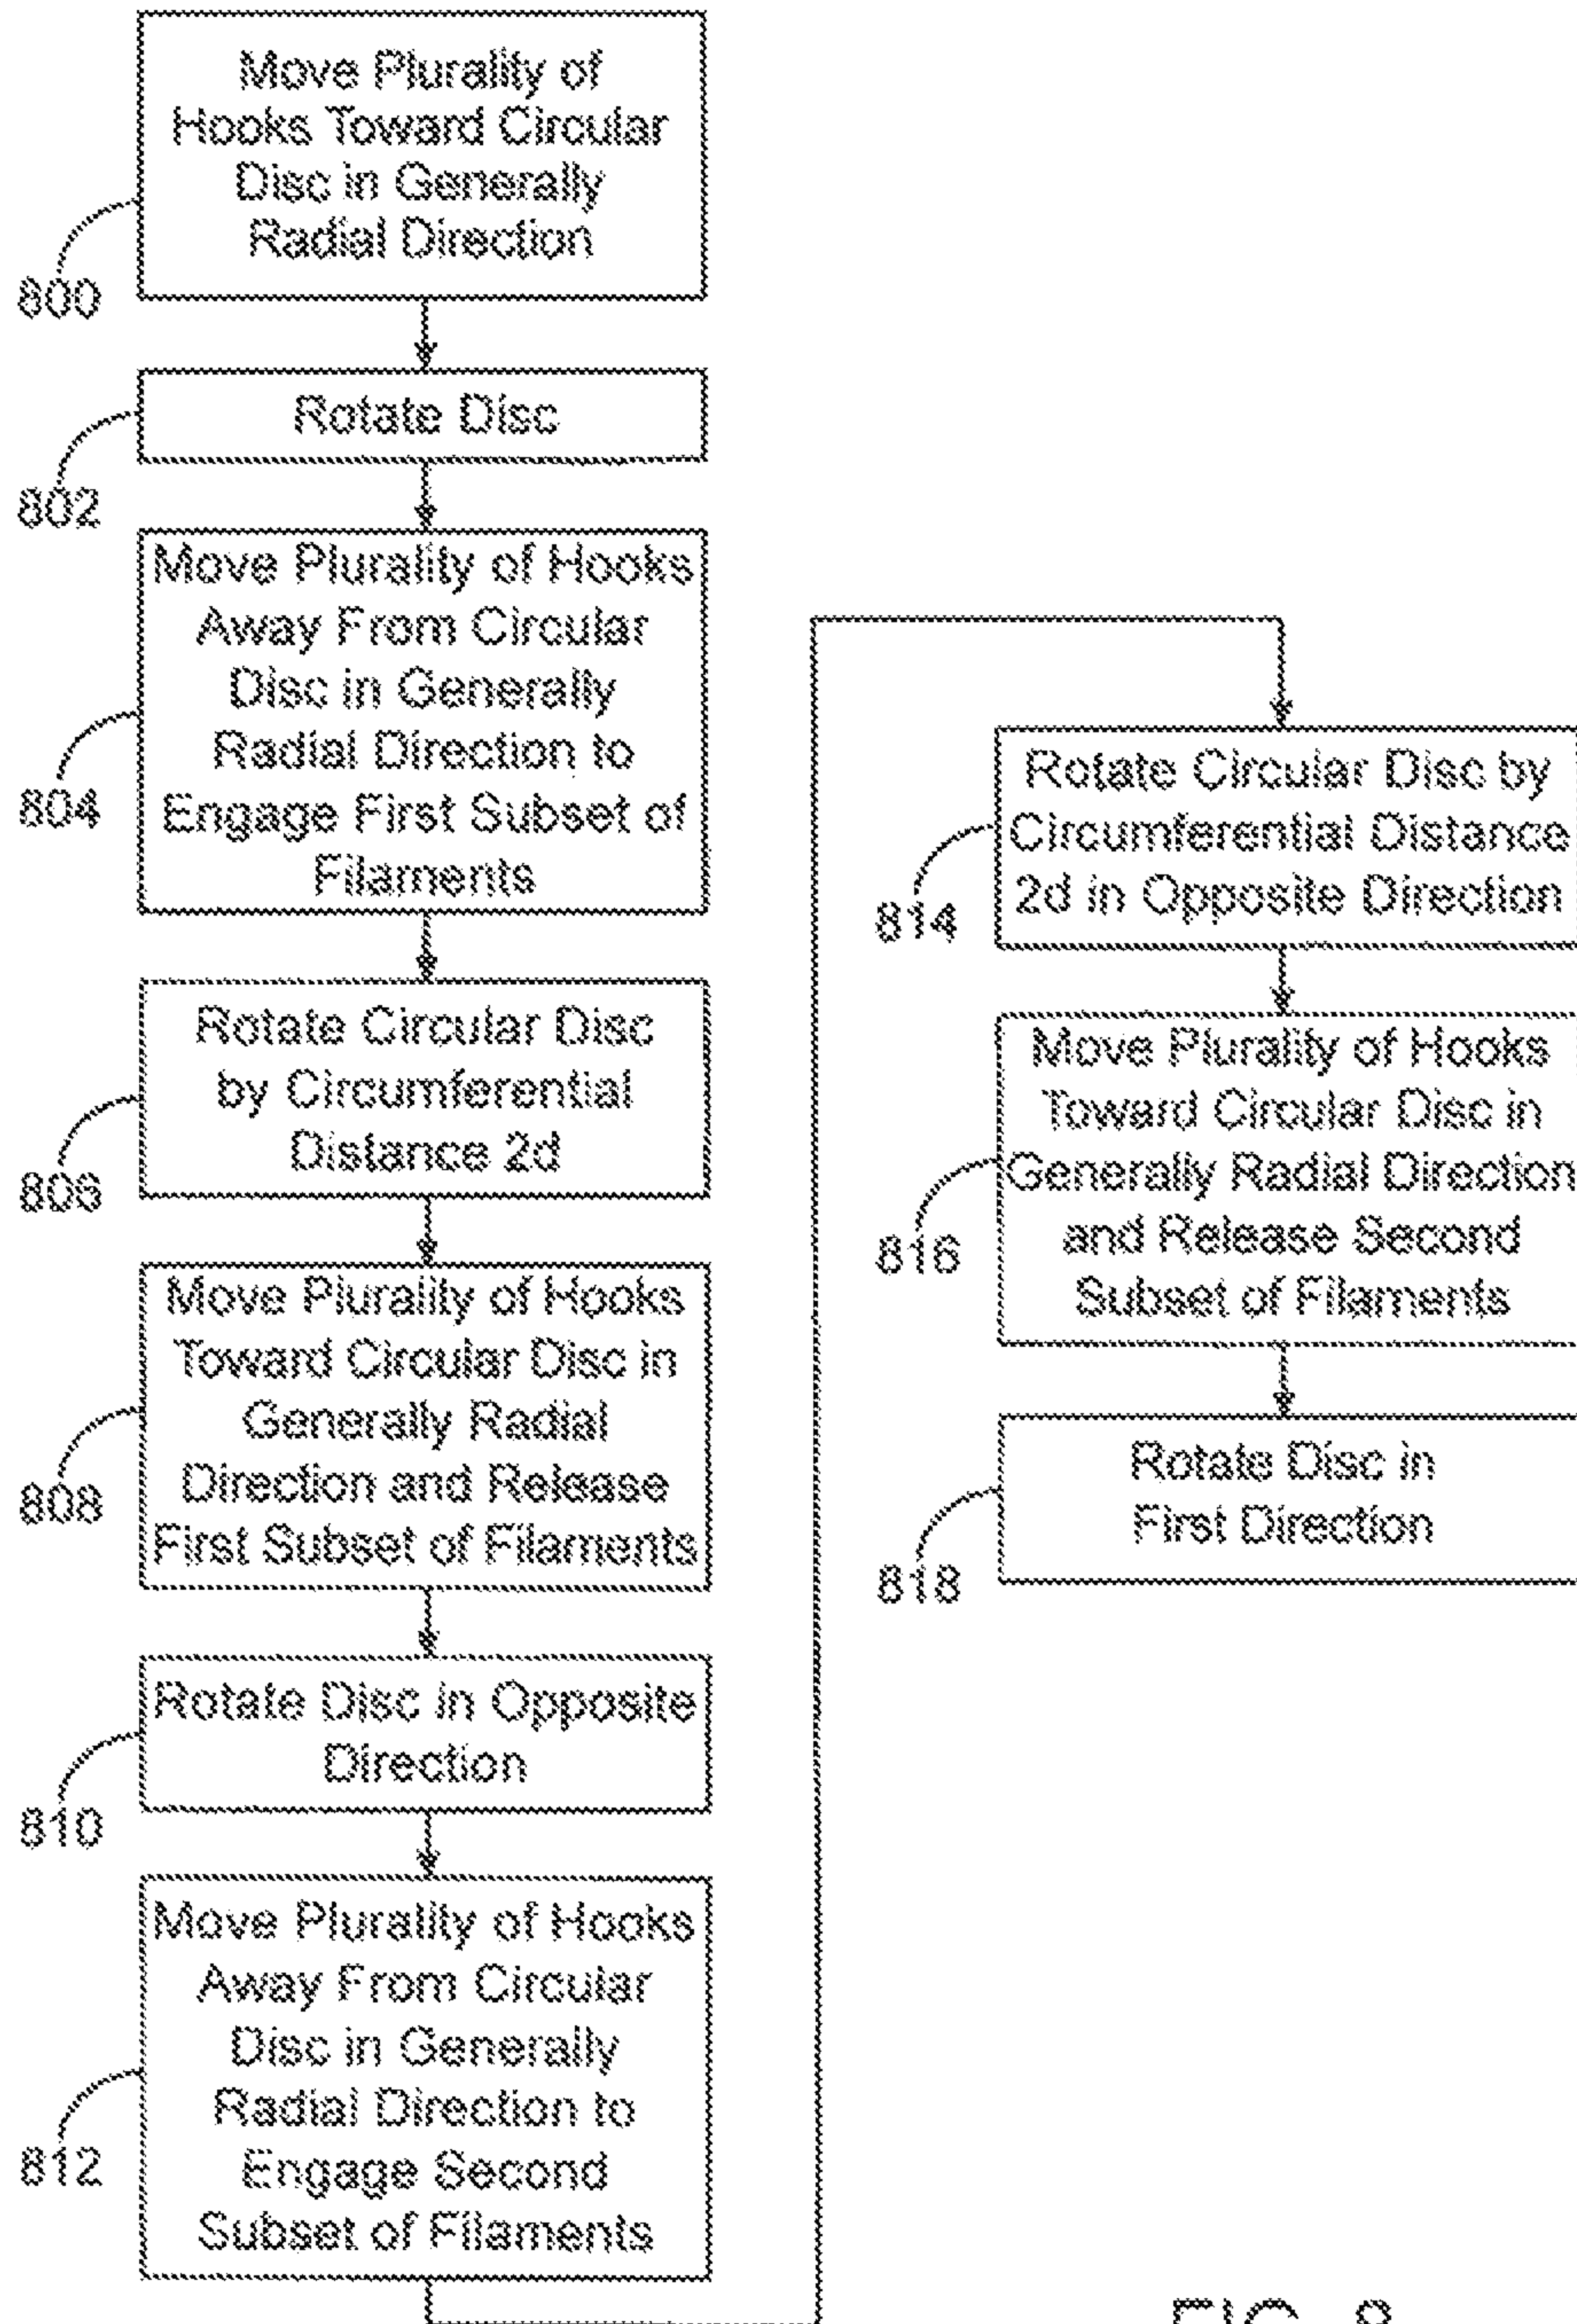 Move Plurality of
Hooks Toward Circular
Disc in Generally
Radial Direction
800
Rotate Disc
802
Move Plurality of Hooks
Away From Circular
Disc in Generally
Radial Direction to
Engage First Subset of
Filaments
804
Rotate Circular Disc
by Circumferential
Distance 2d
806
Move Plurality of Hooks
Toward Circular Disc in
Generally Radial
Direction and Release
First Subset of Filaments
808
Rotate Disc in Opposite
Direction
810
Move Plurality of Hooks
Away From Circular
Disc in Generally
Radial Direction to
Engage Second
Subset of Filaments
812
Rotate Circular Disc by
Circumferential Distance
2d in Opposite Direction
814
Move Plurality of Hooks
Toward Circular Disc in
Generally Radial Direction
and Release Second
Subset of Filaments
816
Rotate Disc in
First Direction
818
FIG. 8